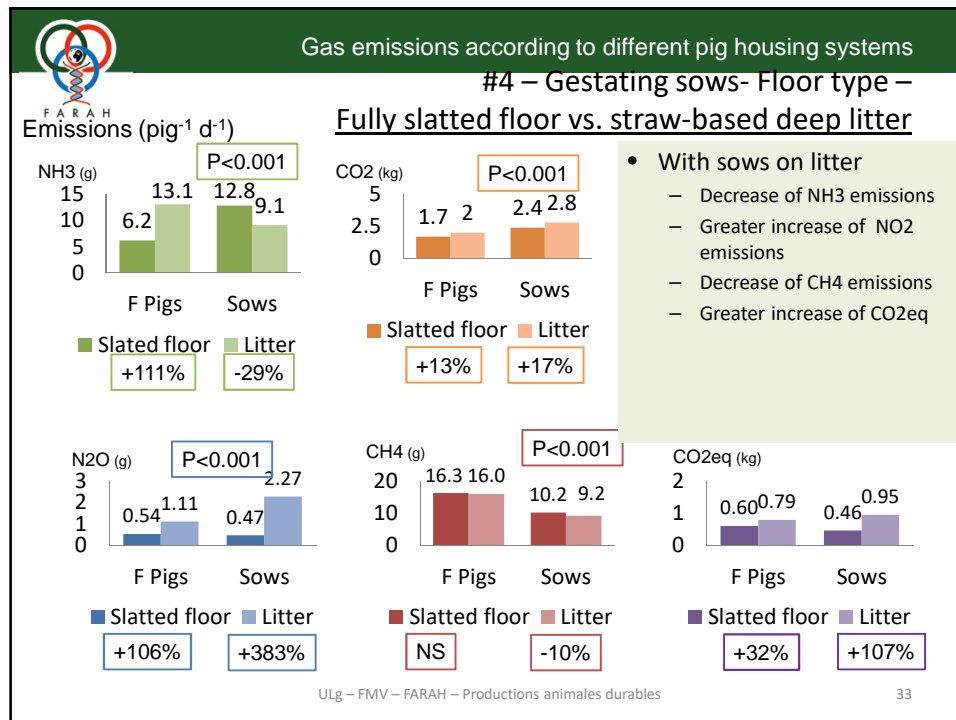 Gas emissions according to different pig housing systems
#4 – Gestating sows- Floor type –
Fully slatted floor vs. straw-based deep litter
FARAH
Emissions (pig-1 d-1)
NH3 (g)
P<0.001
15
10
5
0
6.2
13.1
12.8
9.1
F Pigs
Sows
Slated floor
Litter
+111%
-29%
CO2 (kg)
P<0.001
5
2.5
0
1.7
2
2.4
2.8
F Pigs
Sows
Slatted floor
Litter
+13%
+17%
• With sows on litter
– Decrease of NH3 emissions
– Greater increase of NO2
emissions
– Decrease of CH4 emissions
– Greater increase of CO2eq
N2O (g)
P<0.001
3
2
1
0
0.54
1.11
0.47
2.27
F Pigs
Sows
Slatted floor
Litter
+106%
+383%
CH4 (g)
P<0.001
20
10
0
16.3
16.0
10.2
9.2
F Pigs
Sows
Slatted floor
Litter
NS
-10%
CO2eq (kg)
2
1
0
0.60
0.79
0.46
0.95
F Pigs
Sows
Slatted floor
Litter
+32%
+107%
ULg – FMV – FARAH – Productions animales durables
33